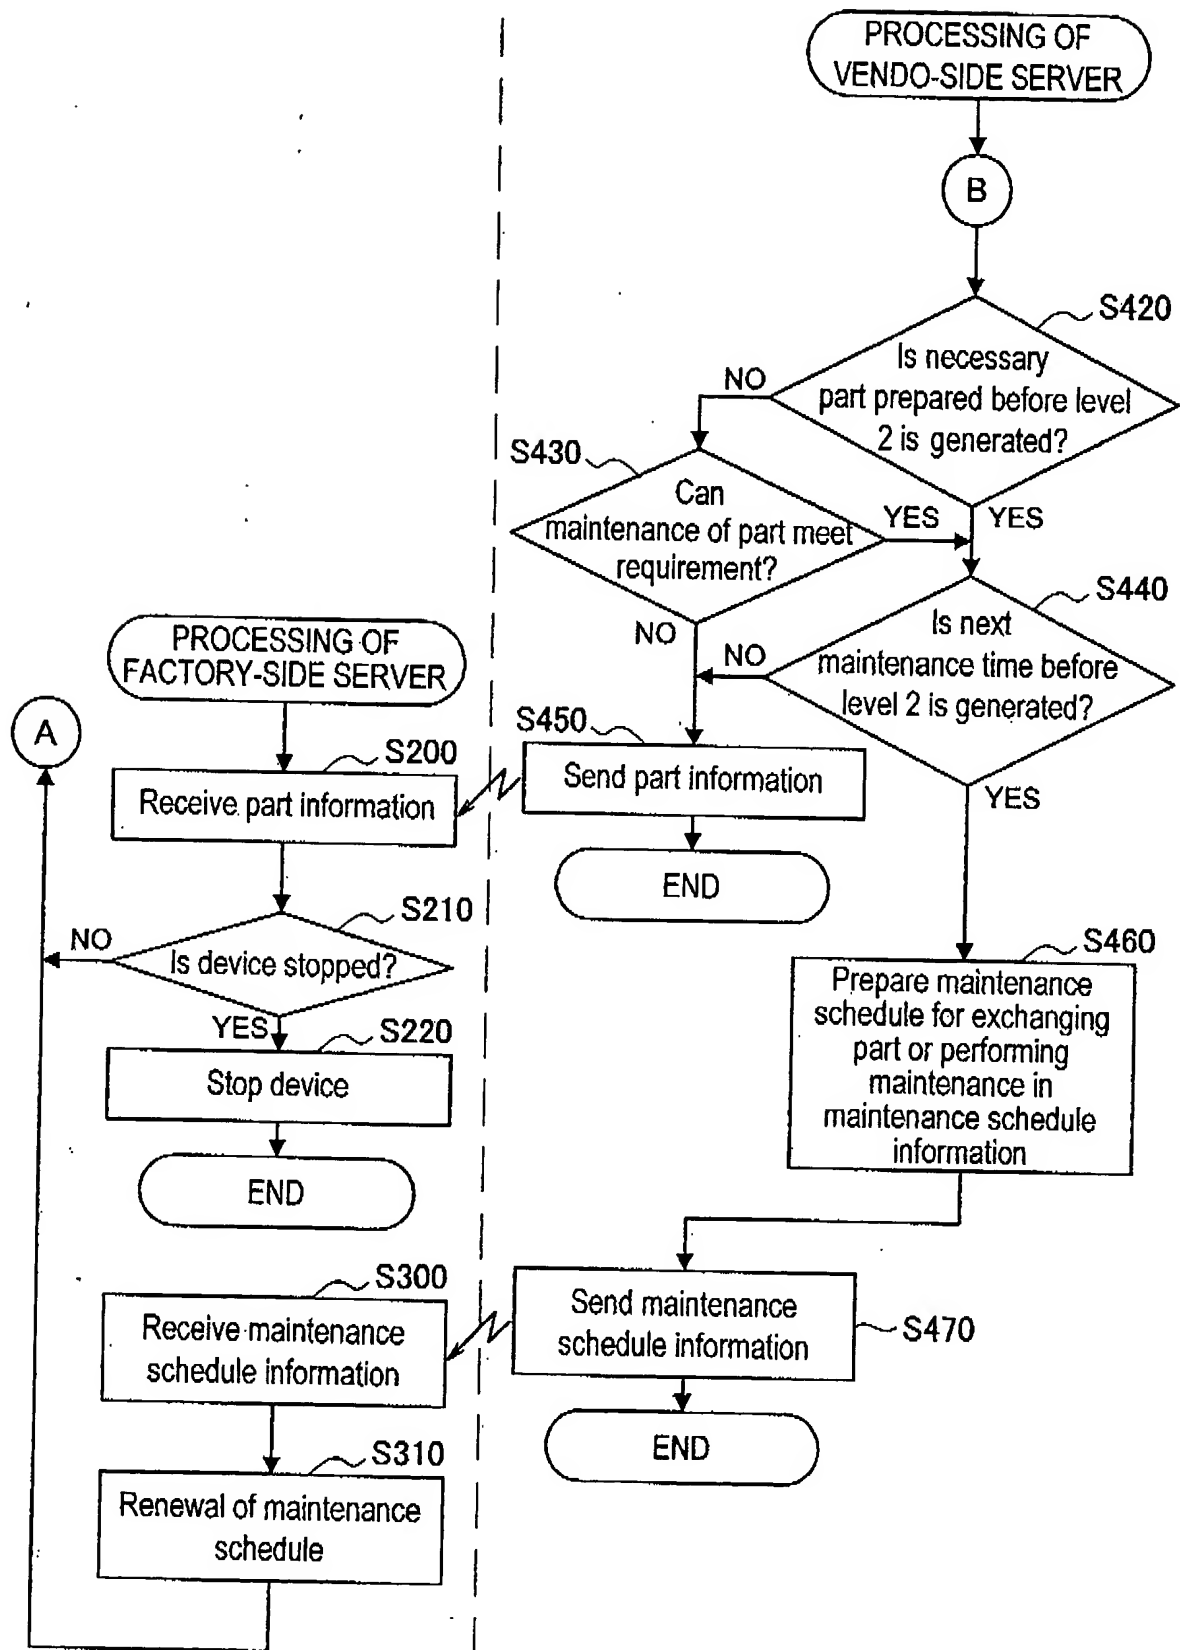 PROCESSING OF
VENDO-SIDE SERVER
B
S420
Is necessary
part prepared before level
2 is generated?
NO
YES
S430
Can
maintenance of part meet
requirement?
YES
NO
S440
Is next
maintenance time before
level 2 is generated?
NO
YES
S450
Send part information
END
S460
Prepare maintenance
schedule for exchanging
part or performing
maintenance in
maintenance schedule
information
S470
Send maintenance
schedule information
END
PROCESSING OF
FACTORY-SIDE SERVER
A
S200
Receive part information
S210
Is device stopped?
NO
YES
S220
Stop device
END
S300
Receive maintenance
schedule information
S310
Renewal of maintenance
schedule